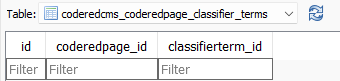 Table: coderedcms_coderedpage_classifier_terms
id coderedpage_id classifierterm_id
Filter Filter Filter